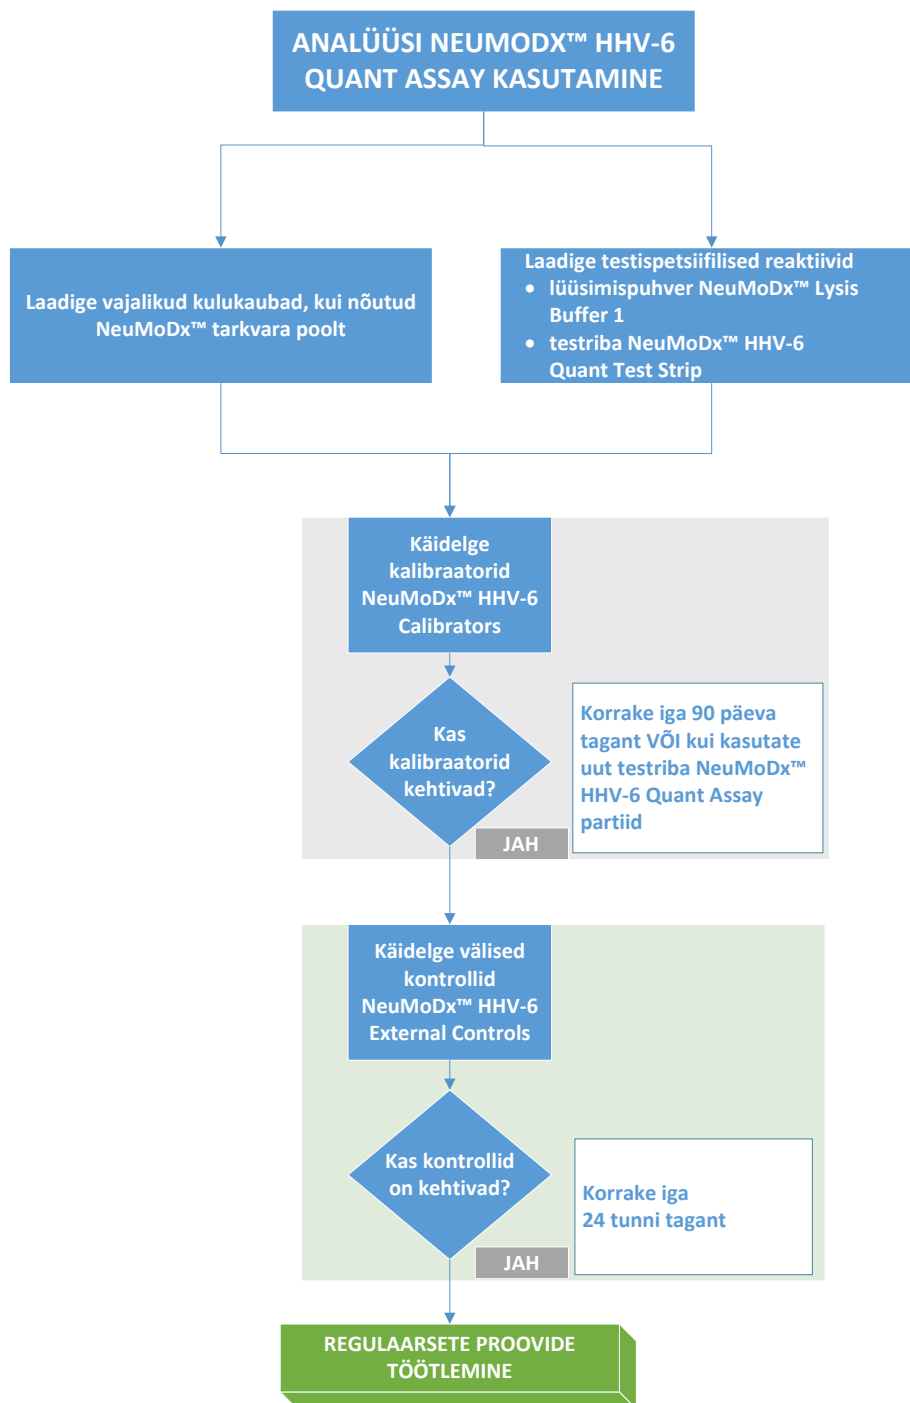 ANALÜÜSI NEUMODX™ HHV-6
QUANT ASSAY KASUTAMINE
Laadige vajalikud kulukaubad, kui nõutud
NeuMoDx™ tarkvara poolt
Laadige testispetsiifilised reaktiivid
• lüüsimispuhver NeuMoDx™ Lysis
Buffer 1
• testriba NeuMoDx™ HHV-6
Quant Test Strip
Käidelge
kalibraatorid
NeuMoDx™ HHV-6
Calibrators
Kas
kalibraatorid
kehtivad?
Korrake iga 90 päeva
tagant VÕI kui kasutate
uut testriba NeuMoDx™
HHV-6 Quant Assay
partiid
JAH
Käidelge välised
kontrollid
NeuMoDx™ HHV-6
External Controls
Kas kontrollid
on kehtivad?
Korrake iga
24 tunni tagant
JAH
REGULAARSETE PROOVIDE
TÖÖTLEMINE